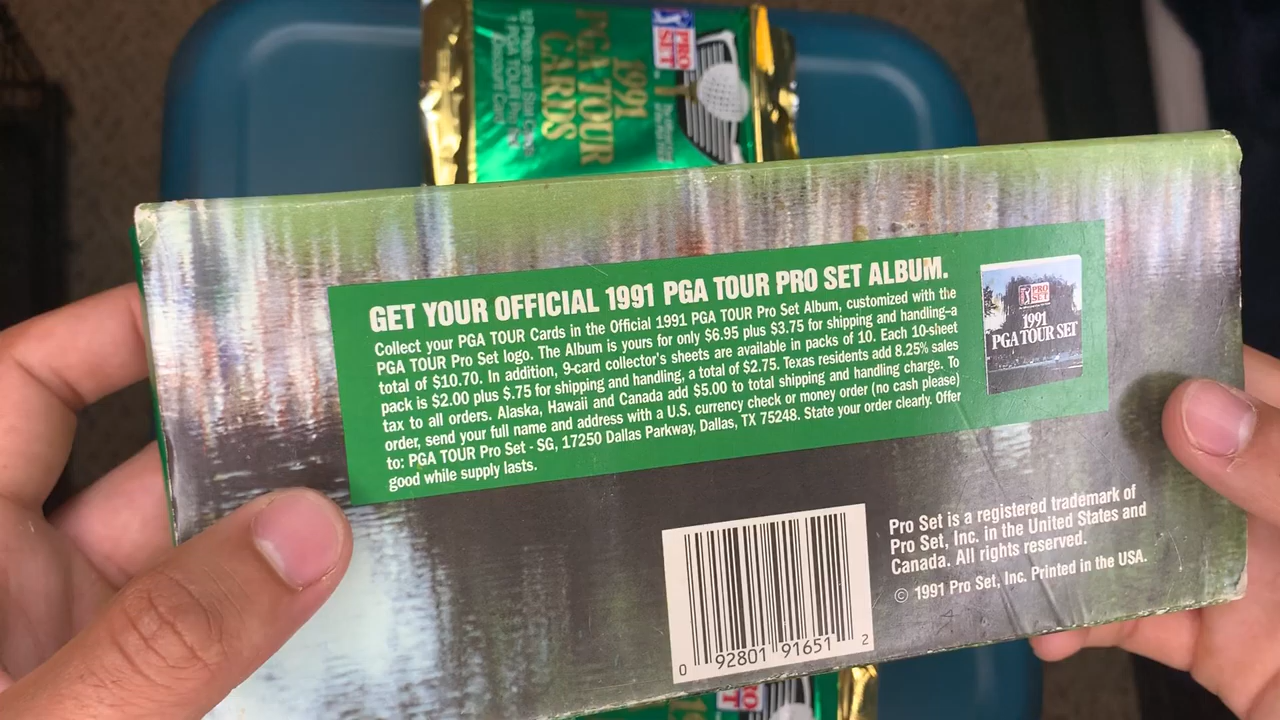 PRO
SET
1991
PGA TOUR
CARDS
GET YOUR OFFICIAL 1991 PGA TOUR PRO SET ALBUM.
Collect your PGA TOUR Cards in the Official 1991 PGA TOUR Pro Set Album, customized with the
PGA TOUR Pro Set logo. The Album is yours for only $6.95 plus $3.75 for shipping and handling–a
total of $10.70. In addition, 9-card collector's sheets are available in packs of 10. Each 10-sheet
pack is $2.00 plus $.75 for shipping and handling, a total of $2.75. Texas residents add 8.25% sales
tax to all orders. Alaska, Hawaii and Canada add $5.00 to total shipping and handling charge. To
order, send your full name and address with a U.S. currency check or money order (no cash please)
to: PGA TOUR Pro Set - SG, 17250 Dallas Parkway, Dallas, TX 75248. State your order clearly. Offer
good while supply lasts.
PRO
SET
1991
PGA TOUR SET
Pro Set is a registered trademark of
Pro Set, Inc. in the United States and
Canada. All rights reserved.
© 1991 Pro Set, Inc. Printed in the USA.
0 92801 91651 2